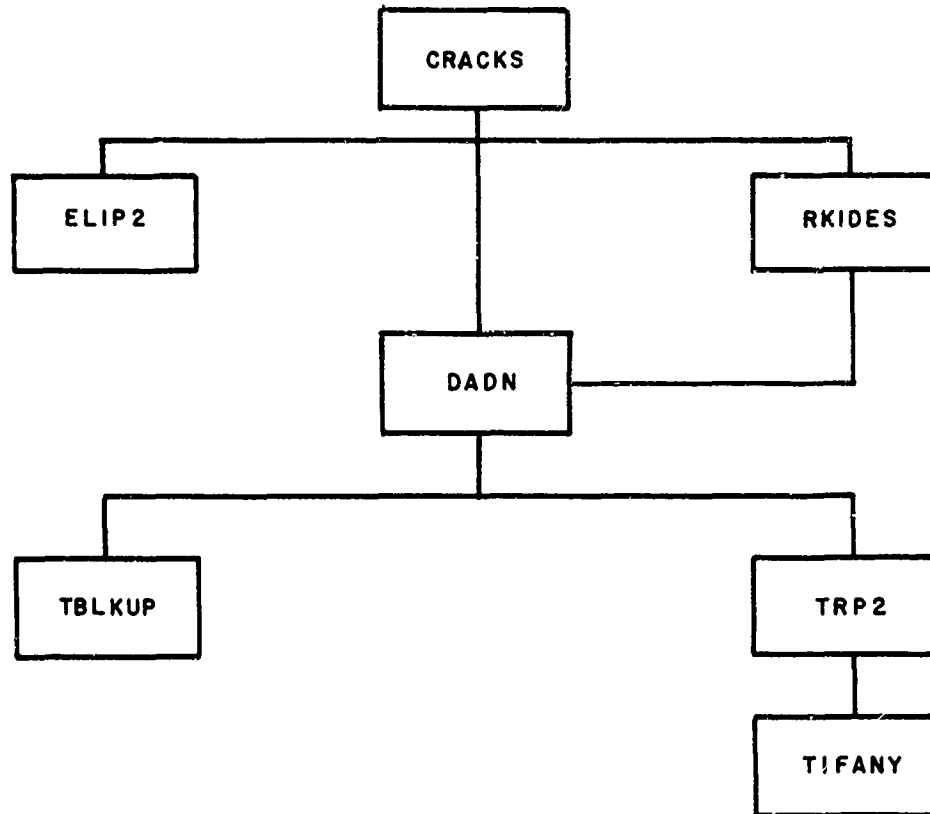 CRACKS
ELIP2
RKIDES
DADN
TBLKUP
TRP2
TIFANY